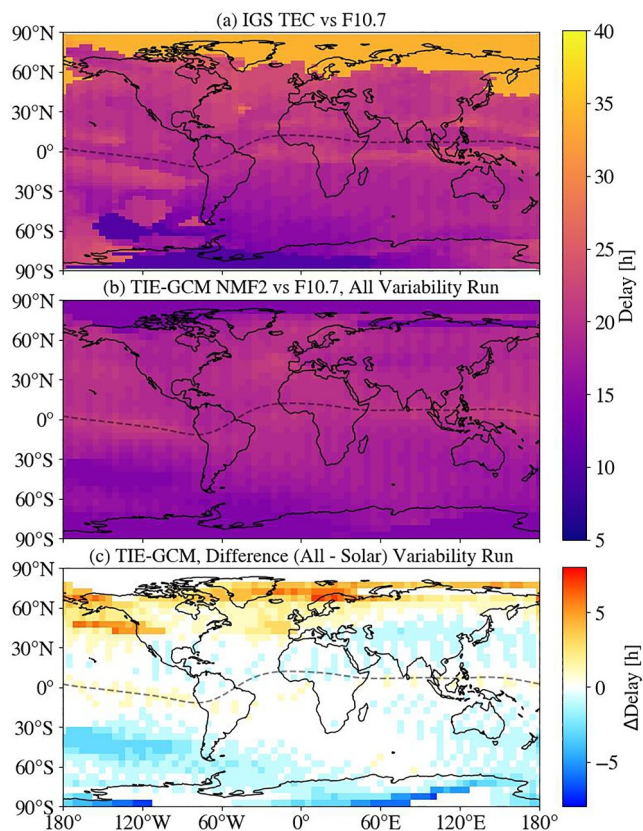 (a) IGS TEC vs F10.7
90°N
60°N
30°N
0°
30°S
60°S
90°S
(b) TIE-GCM NMF2 vs F10.7, All Variability Run
90°N
60°N
30°N
0°
30°S
60°S
90°S
40
35
30
25
20
15
10
5
Delay [h]
(c) TIE-GCM, Difference (All - Solar) Variability Run
90°N
60°N
30°N
0°
30°S
60°S
90°S
180°
120°W
60°W
0°
60°E
120°E
180°
5
0
−5
ΔDelay [h]